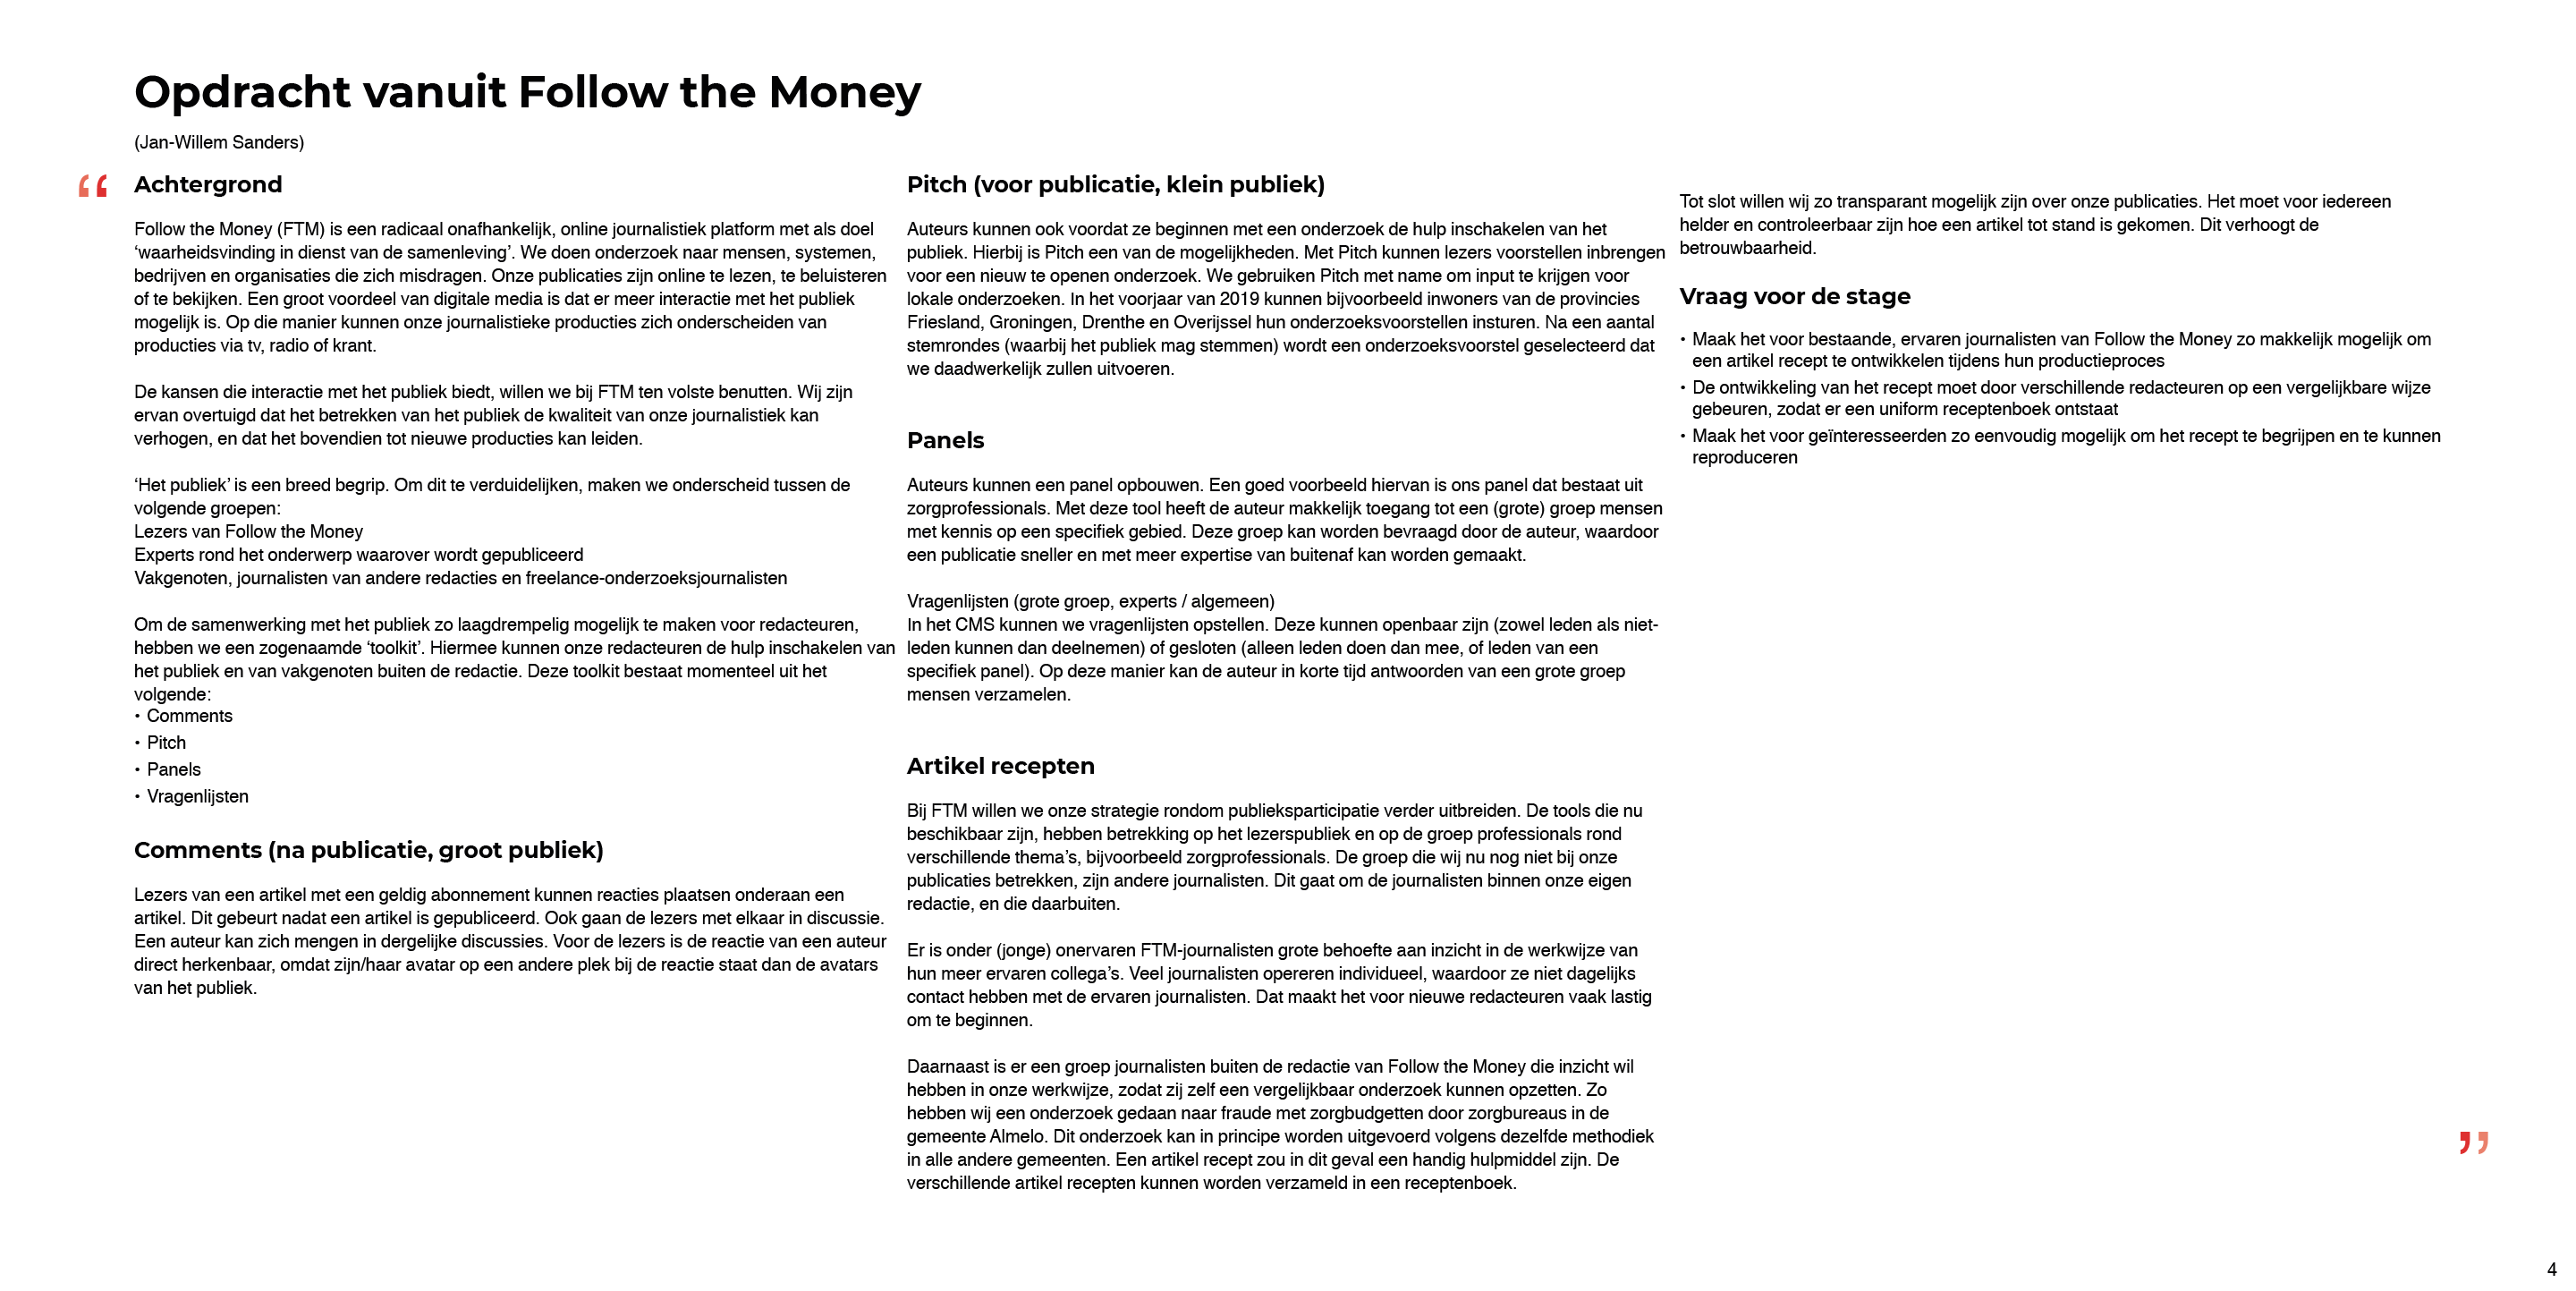 Opdracht vanuit Follow the Money
(Jan-Willem Sanders)
“
Achtergrond
Follow the Money (FTM) is een radicaal onafhankelijk, online journalistiek platform met als doel
‘waarheidsvinding in dienst van de samenleving’. We doen onderzoek naar mensen, systemen,
bedrijven en organisaties die zich misdragen. Onze publicaties zijn online te lezen, te beluisteren
of te bekijken. Een groot voordeel van digitale media is dat er meer interactie met het publiek
mogelijk is. Op die manier kunnen onze journalistieke producties zich onderscheiden van
producties via tv, radio of krant.
De kansen die interactie met het publiek biedt, willen we bij FTM ten volste benutten. Wij zijn
ervan overtuigd dat het betrekken van het publiek de kwaliteit van onze journalistiek kan
verhogen, en dat het bovendien tot nieuwe producties kan leiden.
‘Het publiek’ is een breed begrip. Om dit te verduidelijken, maken we onderscheid tussen de
volgende groepen:
Lezers van Follow the Money
Experts rond het onderwerp waarover wordt gepubliceerd
Vakgenoten, journalisten van andere redacties en freelance-onderzoeksjournalisten
Om de samenwerking met het publiek zo laagdrempelig mogelijk te maken voor redacteuren,
hebben we een zogenaamde ‘toolkit’. Hiermee kunnen onze redacteuren de hulp inschakelen van
het publiek en van vakgenoten buiten de redactie. Deze toolkit bestaat momenteel uit het
volgende:
• Comments
• Pitch
• Panels
• Vragenlijsten
Comments (na publicatie, groot publiek)
Lezers van een artikel met een geldig abonnement kunnen reacties plaatsen onderaan een
artikel. Dit gebeurt nadat een artikel is gepubliceerd. Ook gaan de lezers met elkaar in discussie.
Een auteur kan zich mengen in dergelijke discussies. Voor de lezers is de reactie van een auteur
direct herkenbaar, omdat zijn/haar avatar op een andere plek bij de reactie staat dan de avatars
van het publiek.
Pitch (voor publicatie, klein publiek)
Auteurs kunnen ook voordat ze beginnen met een onderzoek de hulp inschakelen van het
publiek. Hierbij is Pitch een van de mogelijkheden. Met Pitch kunnen lezers voorstellen inbrengen
voor een nieuw te openen onderzoek. We gebruiken Pitch met name om input te krijgen voor
lokale onderzoeken. In het voorjaar van 2019 kunnen bijvoorbeeld inwoners van de provincies
Friesland, Groningen, Drenthe en Overijssel hun onderzoeksvoorstellen insturen. Na een aantal
stemrondes (waarbij het publiek mag stemmen) wordt een onderzoeksvoorstel geselecteerd dat
we daadwerkelijk zullen uitvoeren.
Panels
Auteurs kunnen een panel opbouwen. Een goed voorbeeld hiervan is ons panel dat bestaat uit
zorgprofessionals. Met deze tool heeft de auteur makkelijk toegang tot een (grote) groep mensen
met kennis op een specifiek gebied. Deze groep kan worden bevraagd door de auteur, waardoor
een publicatie sneller en met meer expertise van buitenaf kan worden gemaakt.
Vragenlijsten (grote groep, experts / algemeen)
In het CMS kunnen we vragenlijsten opstellen. Deze kunnen openbaar zijn (zowel leden als niet-
leden kunnen dan deelnemen) of gesloten (alleen leden doen dan mee, of leden van een
specifiek panel). Op deze manier kan de auteur in korte tijd antwoorden van een grote groep
mensen verzamelen.
Artikel recepten
Bij FTM willen we onze strategie rondom publieksparticipatie verder uitbreiden. De tools die nu
beschikbaar zijn, hebben betrekking op het lezerspubliek en op de groep professionals rond
verschillende thema’s, bijvoorbeeld zorgprofessionals. De groep die wij nu nog niet bij onze
publicaties betrekken, zijn andere journalisten. Dit gaat om de journalisten binnen onze eigen
redactie, en die daarbuiten.
Er is onder (jonge) onervaren FTM-journalisten grote behoefte aan inzicht in de werkwijze van
hun meer ervaren collega’s. Veel journalisten opereren individueel, waardoor ze niet dagelijks
contact hebben met de ervaren journalisten. Dat maakt het voor nieuwe redacteuren vaak lastig
om te beginnen.
Daarnaast is er een groep journalisten buiten de redactie van Follow the Money die inzicht wil
hebben in onze werkwijze, zodat zij zelf een vergelijkbaar onderzoek kunnen opzetten. Zo
hebben wij een onderzoek gedaan naar fraude met zorgbudgetten door zorgbureaus in de
gemeente Almelo. Dit onderzoek kan in principe worden uitgevoerd volgens dezelfde methodiek
in alle andere gemeenten. Een artikel recept zou in dit geval een handig hulpmiddel zijn. De
verschillende artikel recepten kunnen worden verzameld in een receptenboek.
Tot slot willen wij zo transparant mogelijk zijn over onze publicaties. Het moet voor iedereen
helder en controleerbaar zijn hoe een artikel tot stand is gekomen. Dit verhoogt de
betrouwbaarheid.
Vraag voor de stage
• Maak het voor bestaande, ervaren journalisten van Follow the Money zo makkelijk mogelijk om
een artikel recept te ontwikkelen tijdens hun productieproces
• De ontwikkeling van het recept moet door verschillende redacteuren op een vergelijkbare wijze
gebeuren, zodat er een uniform receptenboek ontstaat
• Maak het voor geïnteresseerden zo eenvoudig mogelijk om het recept te begrijpen en te kunnen
reproduceren
”
4